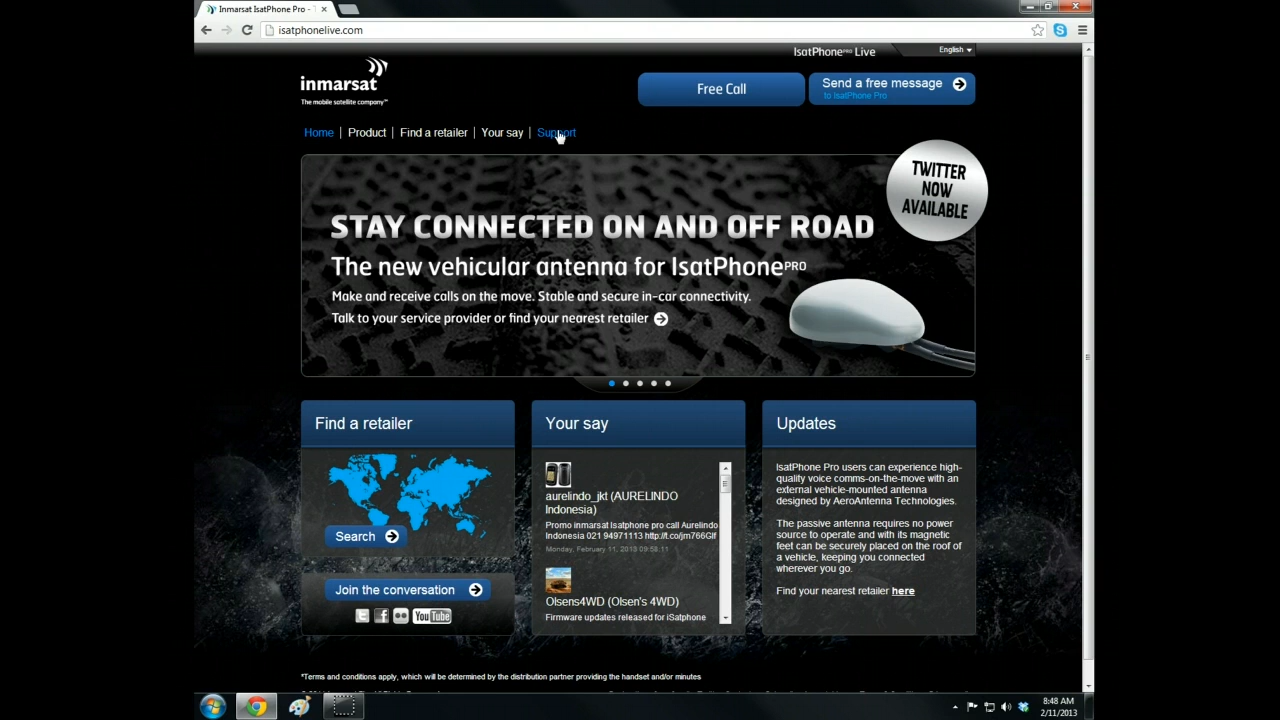 Inmarsat IsatPhone Pro -
isatphonelive.com
IsatPhone PRO Live
English
inmarsat
The mobile satellite company™
Free Call
Send a free message
to IsatPhone Pro
Home | Product | Find a retailer | Your say | Support
TWITTER
NOW
AVAILABLE
STAY CONNECTED ON AND OFF ROAD
The new vehicular antenna for IsatPhone PRO
Make and receive calls on the move. Stable and secure in-car connectivity.
Talk to your service provider or find your nearest retailer
Find a retailer
Search
Join the conversation
You Tube
Your say
aurelindo_jkt (AURELINDO
Indonesia)
Promo inmarsat Isatphone pro call Aurelindo
Indonesia 021 94971113 http://t.co/jm766Glf
Monday, February 11, 2013 09:58:11
Olsens4WD (Olsen's 4WD)
Firmware updates released for iSatphone
Updates
IsatPhone Pro users can experience high-
quality voice comms-on-the-move with an
external vehicle-mounted antenna
designed by AeroAntenna Technologies.
The passive antenna requires no power
source to operate and with its magnetic
feet can be securely placed on the roof of
a vehicle, keeping you connected
wherever you go.
Find your nearest retailer here
*Terms and conditions apply, which will be determined by the distribution partner providing the handset and/or minutes
8:48 AM
2/11/2013